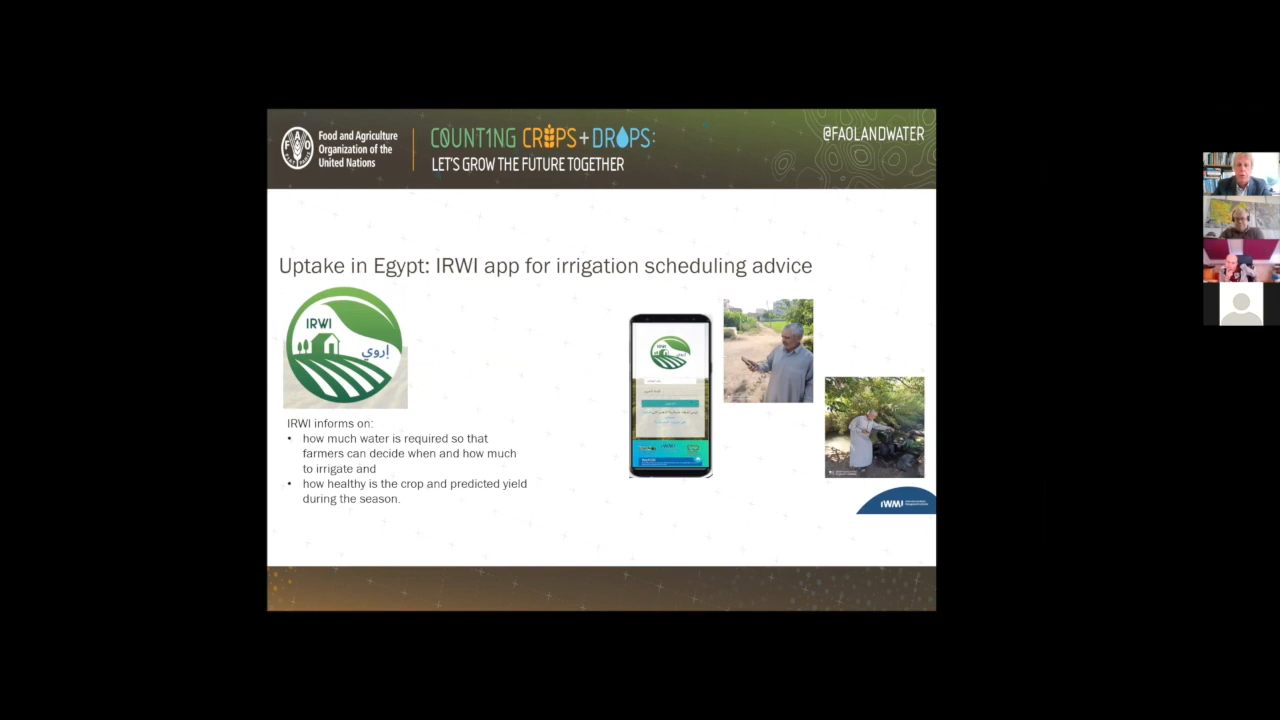 Food and Agriculture
Organization of the
United Nations
COUNT1NG CROPS+DROPS:
LET'S GROW THE FUTURE TOGETHER
@FAOLANDWATER
Uptake in Egypt: IRWI app for irrigation scheduling advice
IRWI
إروي
IRWI informs on:
• how much water is required so that
farmers can decide when and how much
to irrigate and
• how healthy is the crop and predicted yield
during the season.
IRWI
إروي
IWMI